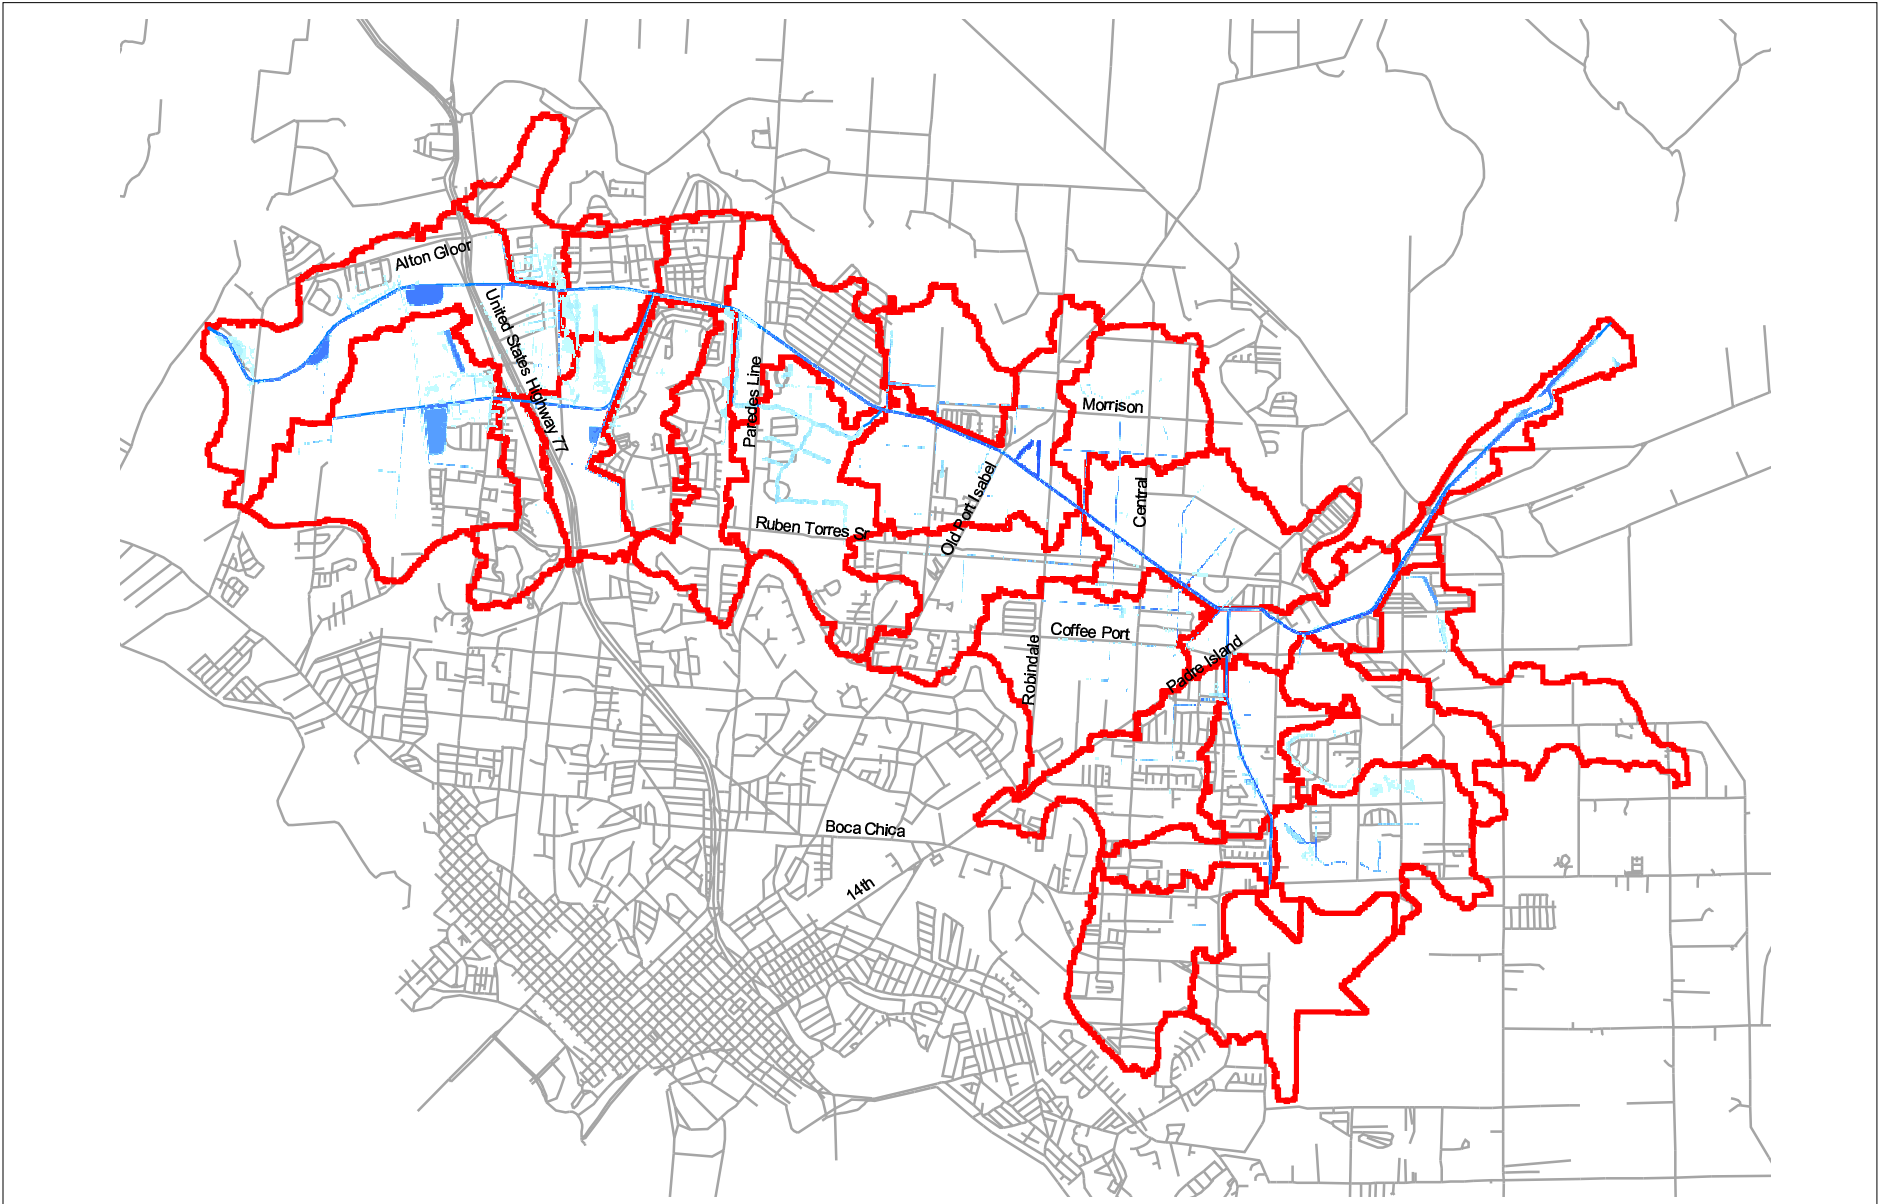 Alton Gloor
United States Highway 77
Paredes Line
Morrison
Central
Old Port Isabel
Ruben Torres S
Coffee Port
Robindale
Padre Island
Boca Chica
14th